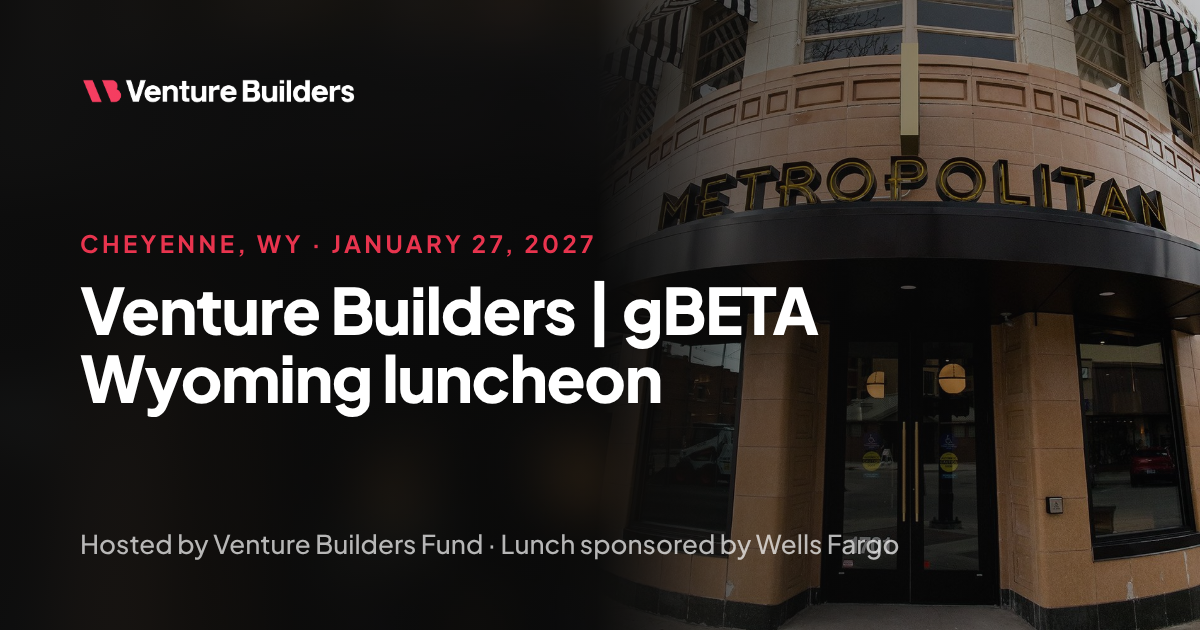 Venture Builders
CHEYENNE, WY · JANUARY 27, 2027
Venture Builders | gBETA
Wyoming luncheon
Hosted by Venture Builders Fund · Lunch sponsored by Wells Fargo
METROPOLITAN